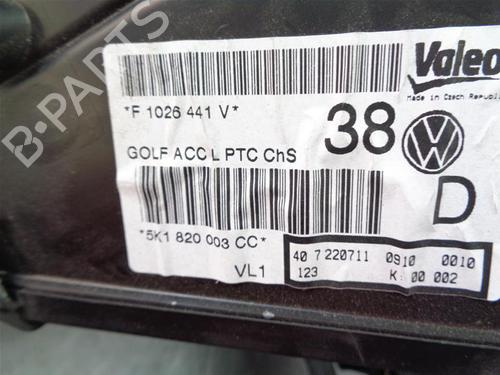 Valeo
*F 1026 441 V*
38
Made in Czech Republic
GOLF ACC L PTC ChS
D
*5K1 820 003 CC*
VL1
40 7 220711 0910 0010
123 K: 00 002
B-PARTS